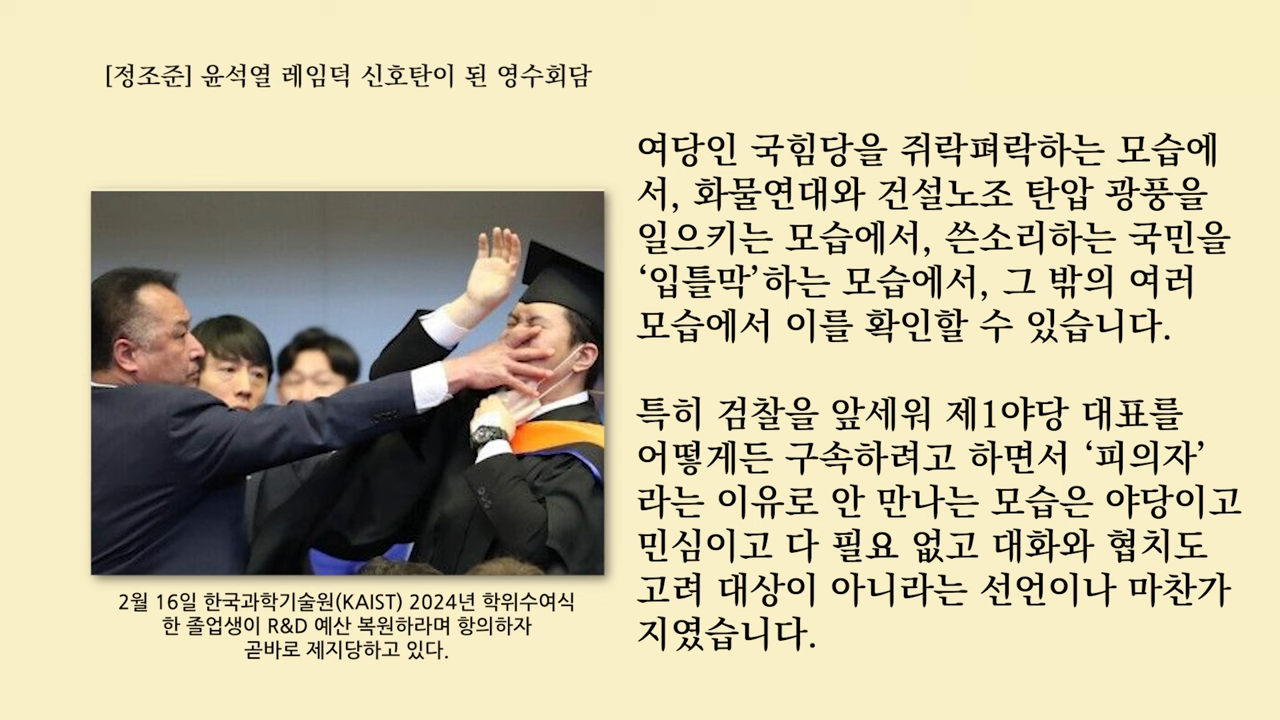 [정조준] 윤석열 레임덕 신호탄이 된 영수회담
여당인 국힘당을 쥐락펴락하는 모습에
서, 화물연대와 건설노조 탄압 광풍을
일으키는 모습에서, 쓴소리하는 국민을
‘입틀막’하는 모습에서, 그 밖의 여러
모습에서 이를 확인할 수 있습니다.
특히 검찰을 앞세워 제1야당 대표를
어떻게든 구속하려고 하면서 ‘피의자’
라는 이유로 안 만나는 모습은 야당이고
민심이고 다 필요 없고 대화와 협치도
고려 대상이 아니라는 선언이나 마찬가
지였습니다.
2월 16일 한국과학기술원(KAIST) 2024년 학위수여식
한 졸업생이 R&D 예산 복원하라며 항의하자
곧바로 제지당하고 있다.